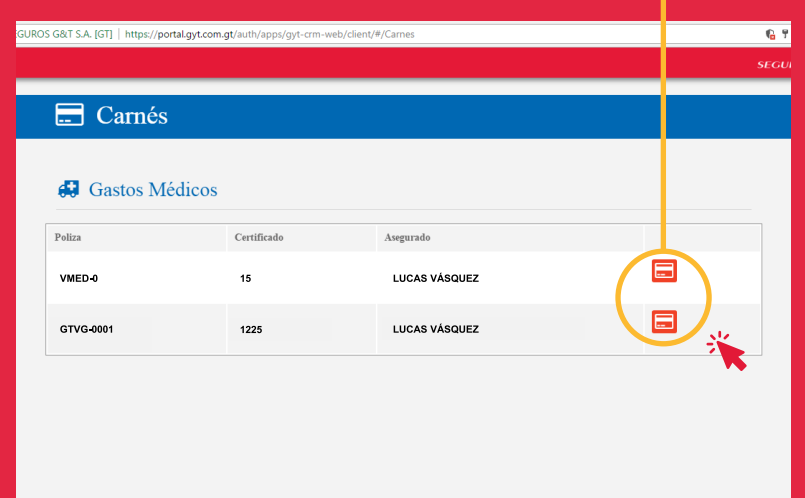 GUROS G&T S.A. [GT] | https://portal.gyt.com.gt/auth/apps/gyt-crm-web/client/#/Carnes
SEGU
Carnés
Gastos Médicos
Poliza Certificado Asegurado
VMED-0 15 LUCAS VÁSQUEZ
GTVG-0001 1225 LUCAS VÁSQUEZ